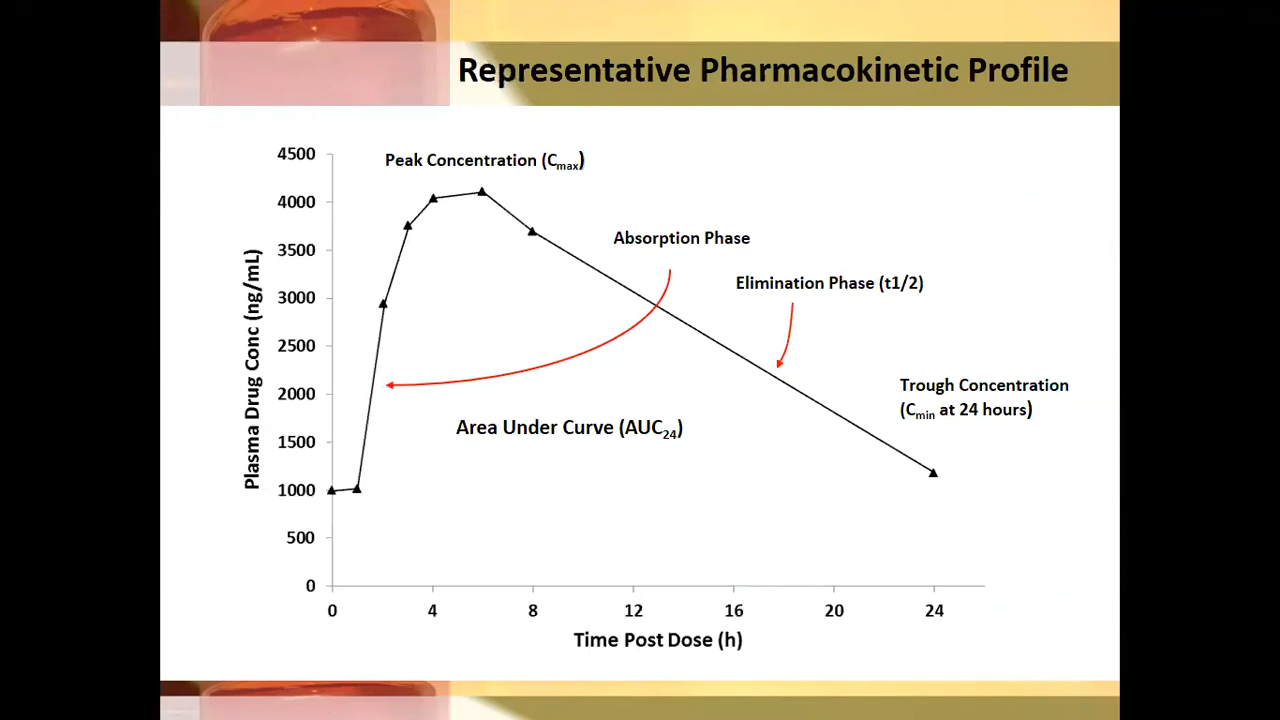 Representative Pharmacokinetic Profile
Peak Concentration (Cmax)
Absorption Phase
Elimination Phase (t1/2)
Trough Concentration
(Cmin at 24 hours)
Area Under Curve (AUC24)
Plasma Drug Conc (ng/mL)
4500
4000
3500
3000
2500
2000
1500
1000
500
0
0 4 8 12 16 20 24
Time Post Dose (h)